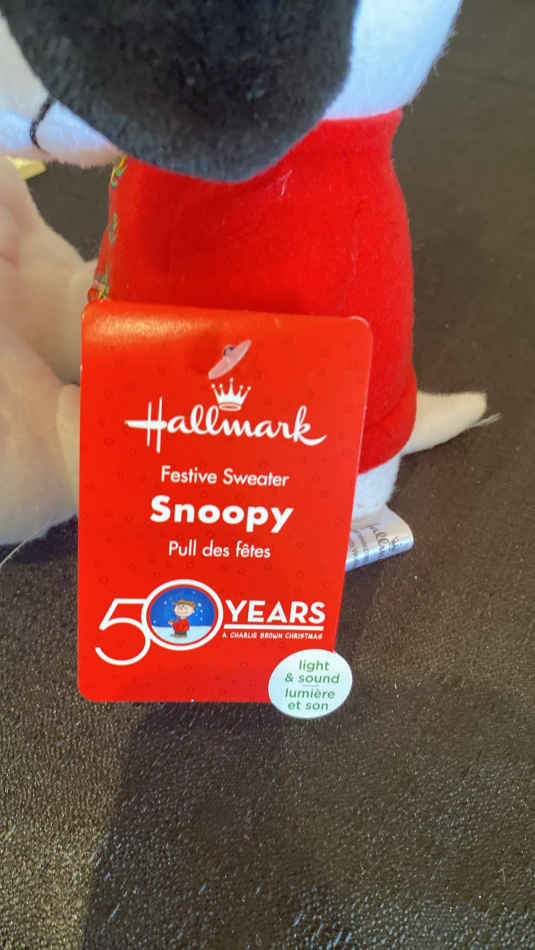 Hallmark
Festive Sweater
Snoopy
Pull des fêtes
50 YEARS
A CHARLIE BROWN CHRISTMAS
light
& sound
lumière
et son